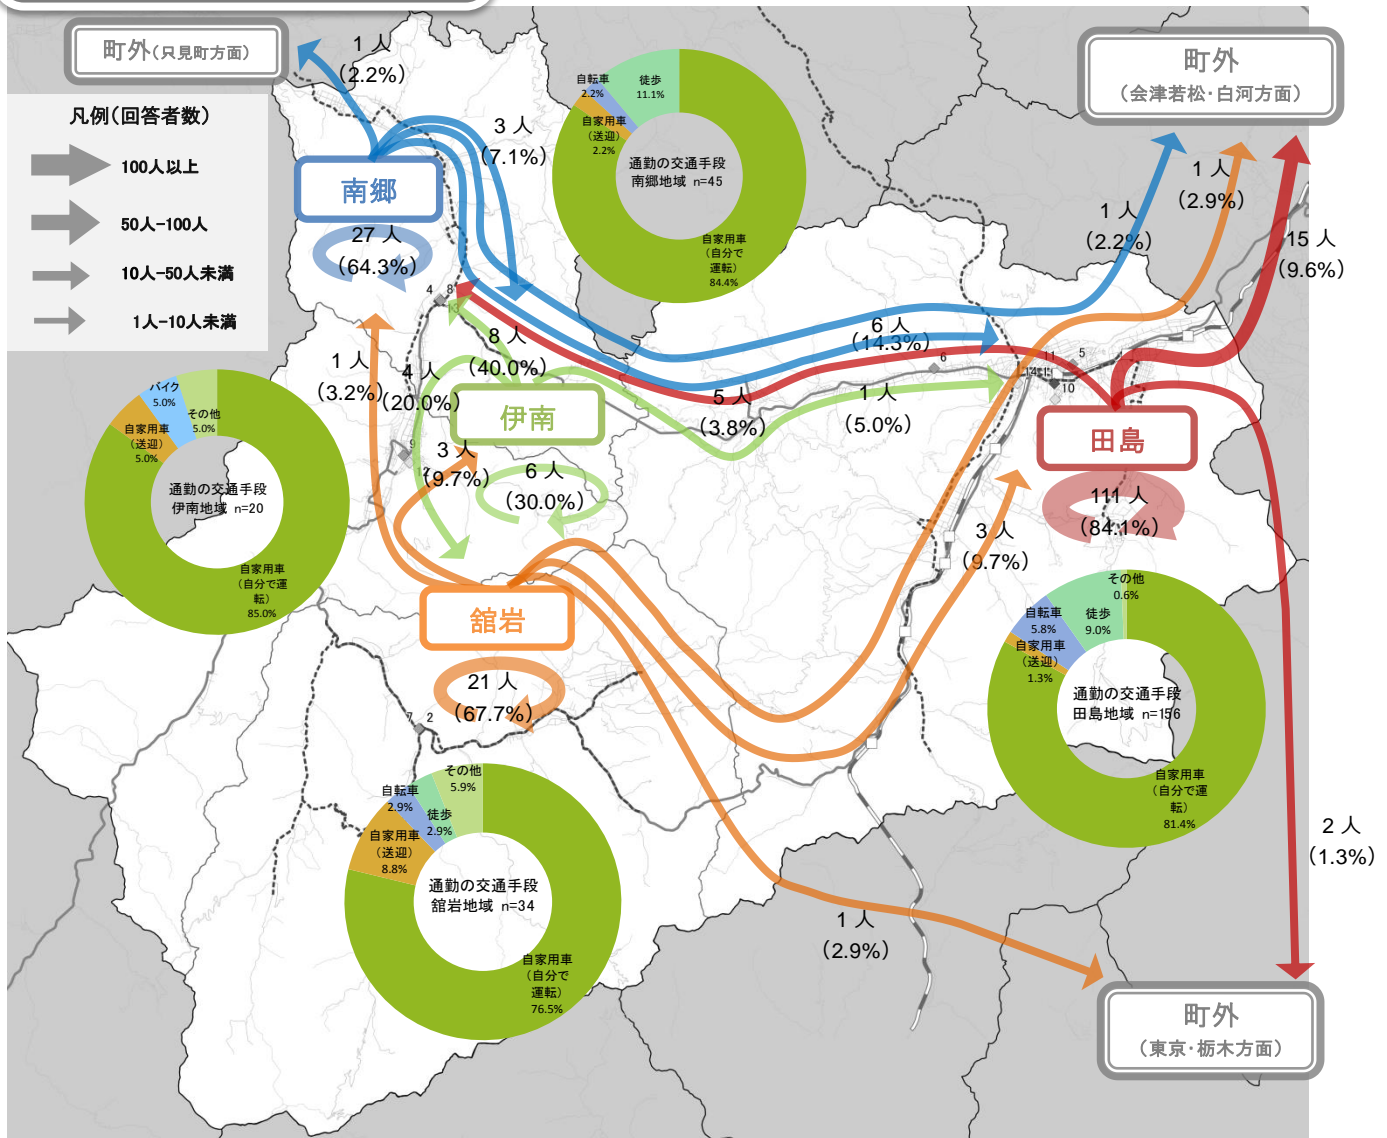 町外(只見町方面)
1 人
(2.2%)
町外
(会津若松・白河方面)
凡例(回答者数)
100人以上
50人−100人
10人−50人未満
1人−10人未満
南郷
27 人
(64.3%)
3 人
(7.1%)
自転車
2.2%
徒歩
11.1%
自家用車
(送迎)
2.2%
通勤の交通手段
南郷地域 n=45
自家用車
(自分で
運転)
84.4%
1 人
(2.2%)
1 人
(2.9%)
15 人
(9.6%)
4
8
13
8 人
(40.0%)
6 人
(14.3%)
6
11
5
10
1 人
(3.2%)
4 人
(20.0%)
伊南
5 人
(3.8%)
1 人
(5.0%)
田島
111 人
(84.1%)
バイク
5.0%
その他
5.0%
自家用車
(送迎)
5.0%
通勤の交通手段
伊南地域 n=20
自家用車
(自分で運
転)
85.0%
9
3 人
(9.7%)
6 人
(30.0%)
3 人
(9.7%)
舘岩
21 人
(67.7%)
7
2
その他
0.6%
自転車
5.8%
徒歩
9.0%
自家用車
(送迎)
1.3%
通勤の交通手段
田島地域 n=156
自家用車
(自分で運
転)
81.4%
その他
5.9%
自転車
2.9%
徒歩
2.9%
自家用車
(送迎)
8.8%
通勤の交通手段
舘岩地域 n=34
自家用車
(自分で
運転)
76.5%
2 人
(1.3%)
1 人
(2.9%)
町外
(東京・栃木方面)